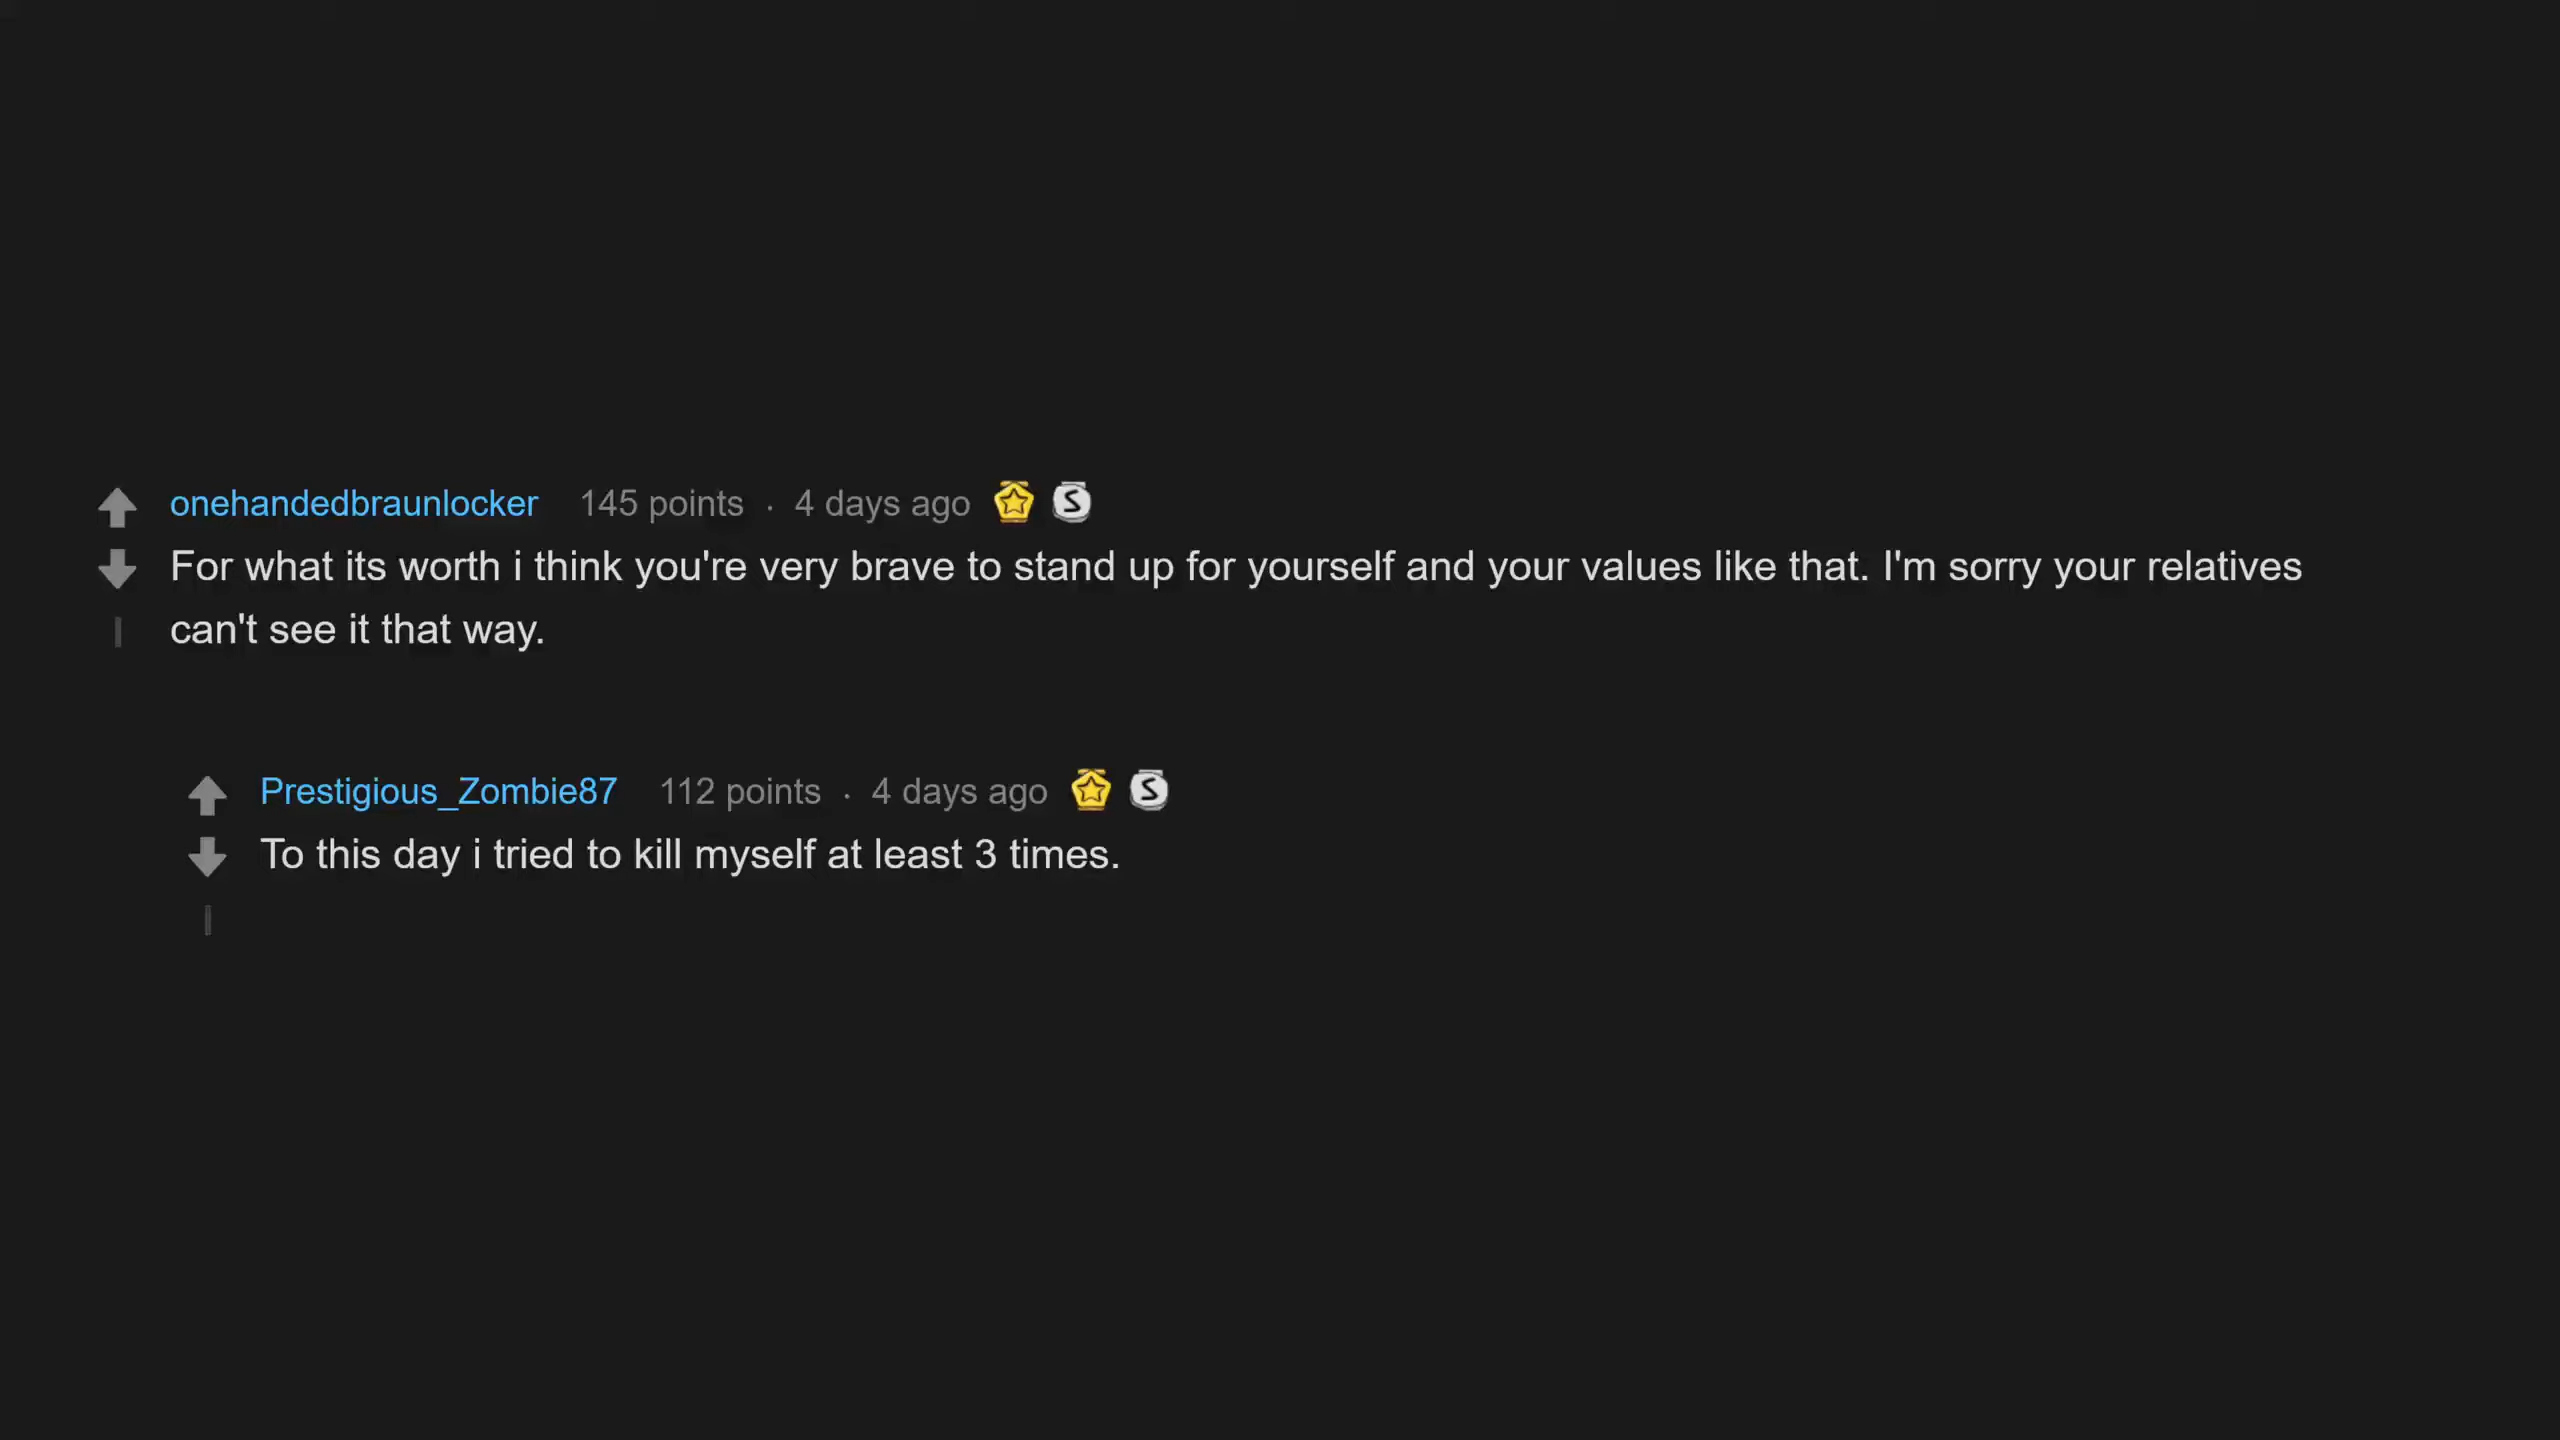 onehandedbraunlocker 145 points · 4 days ago
For what its worth i think you're very brave to stand up for yourself and your values like that. I'm sorry your relatives
can't see it that way.
Prestigious_Zombie87 112 points · 4 days ago
To this day i tried to kill myself at least 3 times.